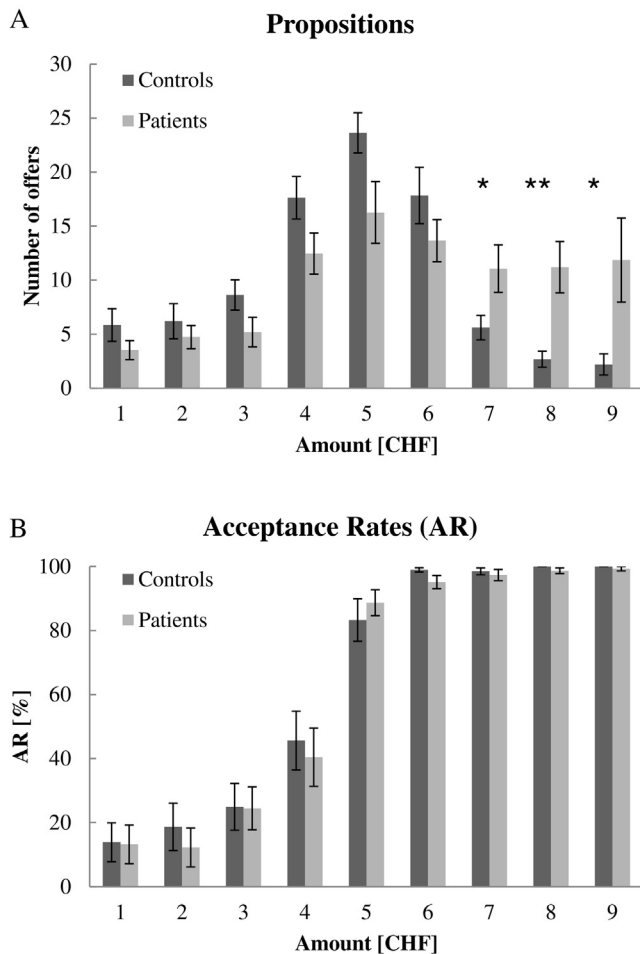 A
Propositions
Controls
Patients
Number of offers
30
25
20
15
10
5
0
* ** *
1 2 3 4 5 6 7 8 9
Amount [CHF]
B
Acceptance Rates (AR)
Controls
Patients
AR [%]
100
80
60
40
20
0
1 2 3 4 5 6 7 8 9
Amount [CHF]